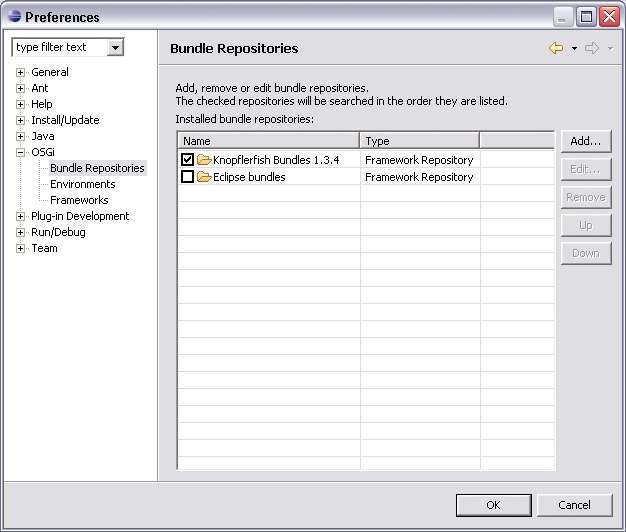 Preferences
type filter text
General
Ant
Help
Install/Update
Java
OSGi
Bundle Repositories
Environments
Frameworks
Plug-in Development
Run/Debug
Team
Bundle Repositories
Add, remove or edit bundle repositories.
The checked repositories will be searched in the order they are listed.
Installed bundle repositories:
Name Type
Knopflerfish Bundles 1.3.4 Framework Repository
Eclipse bundles Framework Repository
Add...
Edit...
Remove
Up
Down
OK Cancel